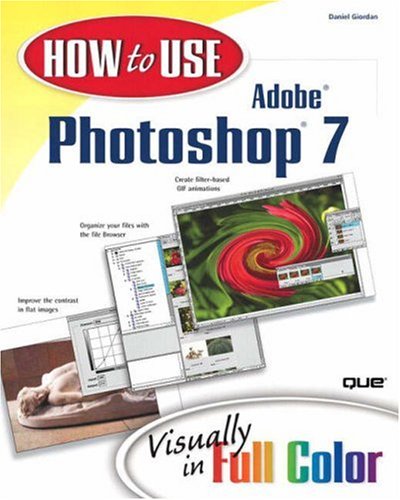 Daniel Giordan
HOW to USE
Adobe®
Photoshop® 7
Create filter-based
GIF animations
Organize your files with
the File Browser
Improve the contrast
in flat images
QUE®
Visually
in Full Color